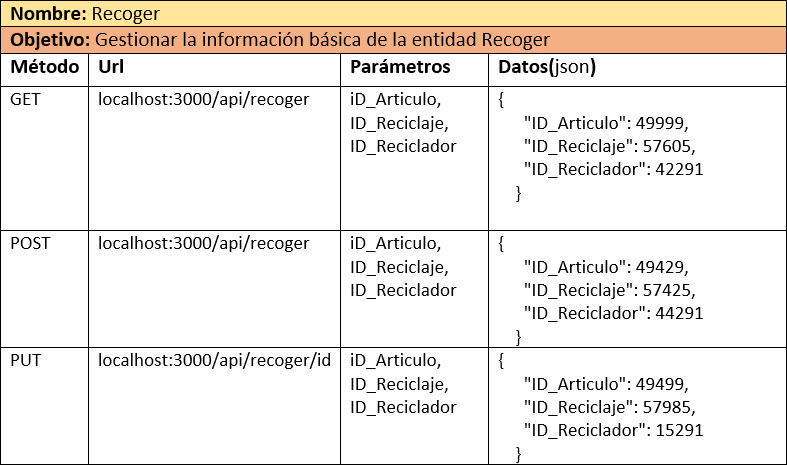 Nombre: Recoger
Objetivo: Gestionar la información básica de la entidad Recoger
Método Url Parámetros Datos(json)
GET localhost:3000/api/recoger iD_Articulo, {
ID_Reciclaje, "ID_Articulo": 49999,
ID_Reciclador "ID_Reciclaje": 57605,
"ID_Reciclador": 42291
}
POST localhost:3000/api/recoger iD_Articulo, {
ID_Reciclaje, "ID_Articulo": 49429,
ID_Reciclador "ID_Reciclaje": 57425,
"ID_Reciclador": 44291
}
PUT localhost:3000/api/recoger/id iD_Articulo, {
ID_Reciclaje, "ID_Articulo": 49499,
ID_Reciclador "ID_Reciclaje": 57985,
"ID_Reciclador": 15291
}